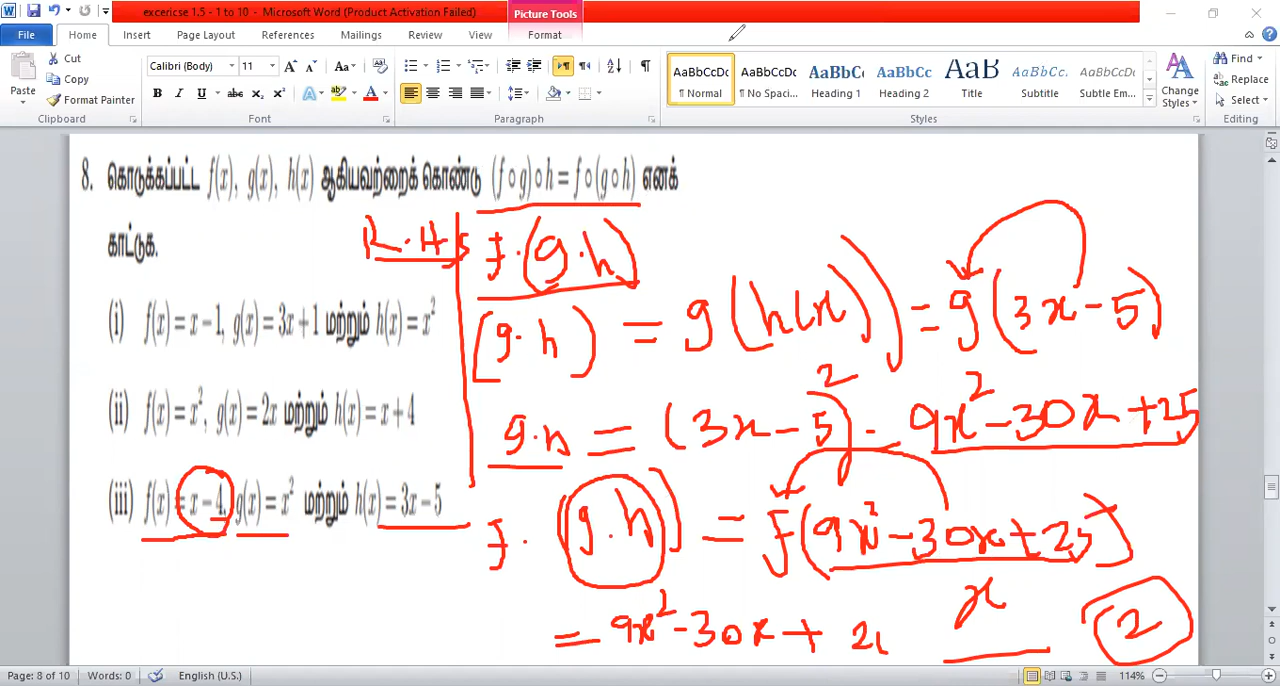 excericse 1.5 - 1 to 10 - Microsoft Word (Product Activation Failed)
Picture Tools
File Home Insert Page Layout References Mailings Review View Format
Paste
Cut
Copy
Format Painter
Clipboard
Calibri (Body) 11
B I U abc x₂ x²
Font
Paragraph
AaBbCcDc AaBbCcDc AaBbC AaBbCc AaB AaBbCc. AaBbCcDc
¶ Normal ¶ No Spaci... Heading 1 Heading 2 Title Subtitle Subtle Em...
Change Styles
Styles
Find
Replace
Select
Editing
8. கொடுக்கப்பட்ட f(x), g(x), h(x) ஆகியவற்றைக் கொண்டு (f∘g)∘h = f∘(g∘h) எனக்
காட்டுக.
R.H.S f·(g·h)
(i) f(x) = x−1, g(x) = 3x+1 மற்றும் h(x) = x²
(g·h) = g(h(x)) = g(3x−5)
(ii) f(x) = x², g(x) = 2x மற்றும் h(x) = x+4
g·h = (3x−5)² = 9x²−30x+25
(iii) f(x) = x−4, g(x) = x² மற்றும் h(x) = 3x−5
f·(g·h) = f(9x²−30x+25)
x
= 9x²−30x+2
2
Page: 8 of 10 Words: 0 English (U.S.) 114%